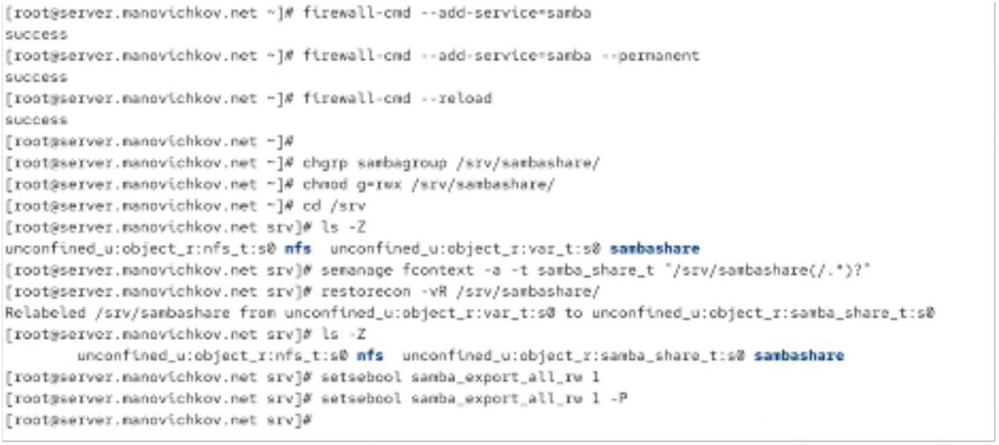 [root@server.manovichkov.net ~]# firewall-cmd --add-service=samba
success
[root@server.manovichkov.net ~]# firewall-cmd --add-service=samba --permanent
success
[root@server.manovichkov.net ~]# firewall-cmd --reload
success
[root@server.manovichkov.net ~]#
[root@server.manovichkov.net ~]# chgrp sambagroup /srv/sambashare/
[root@server.manovichkov.net ~]# chmod g=rwx /srv/sambashare/
[root@server.manovichkov.net ~]# cd /srv
[root@server.manovichkov.net srv]# ls -Z
unconfined_u:object_r:nfs_t:s0 nfs  unconfined_u:object_r:var_t:s0 sambashare
[root@server.manovichkov.net srv]# semanage fcontext -a -t samba_share_t "/srv/sambashare(/.*)?"
[root@server.manovichkov.net srv]# restorecon -vR /srv/sambashare/
Relabeled /srv/sambashare from unconfined_u:object_r:var_t:s0 to unconfined_u:object_r:samba_share_t:s0
[root@server.manovichkov.net srv]# ls -Z
unconfined_u:object_r:nfs_t:s0 nfs  unconfined_u:object_r:samba_share_t:s0 sambashare
[root@server.manovichkov.net srv]# setsebool samba_export_all_rw 1
[root@server.manovichkov.net srv]# setsebool samba_export_all_rw 1 -P
[root@server.manovichkov.net srv]#